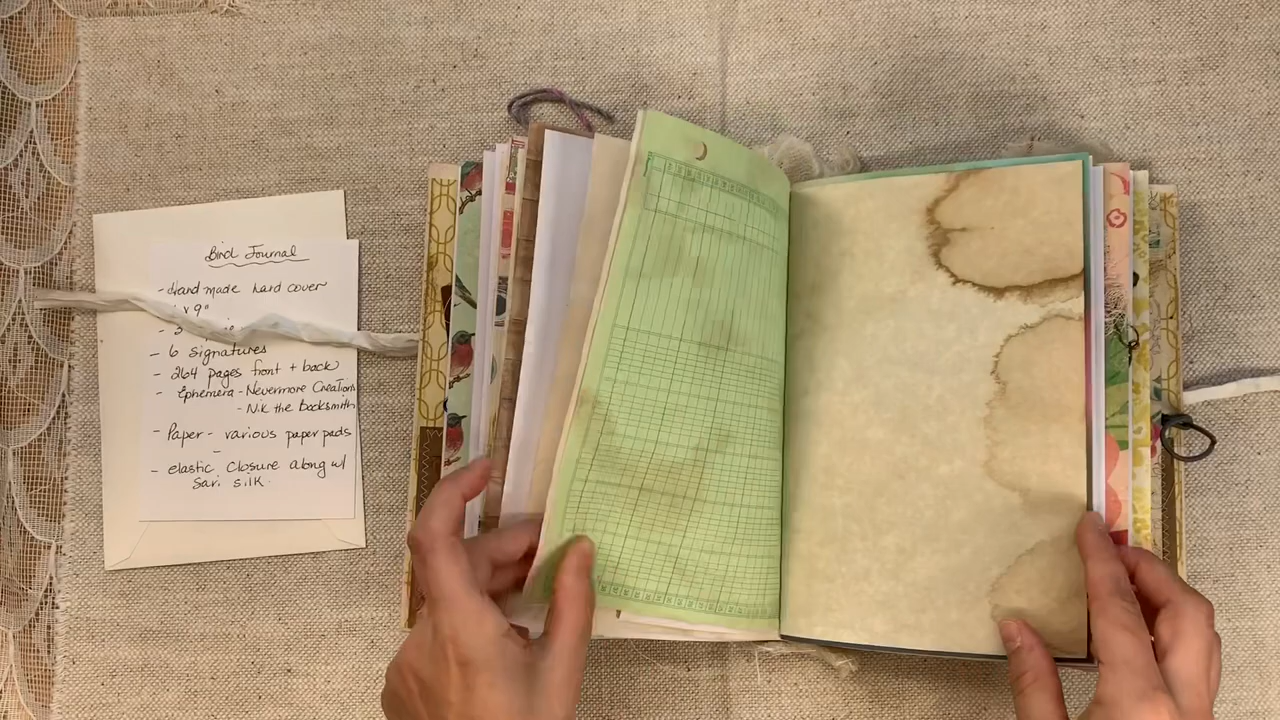 Bird Journal
- Hand made hard cover
x 9"
- 6 signatures
- 264 pages front + back
- Ephemera - Nevermore Creations
- N.K the Booksmith
- Paper - various paper pads
-
- elastic closure along w/
Sari silk.